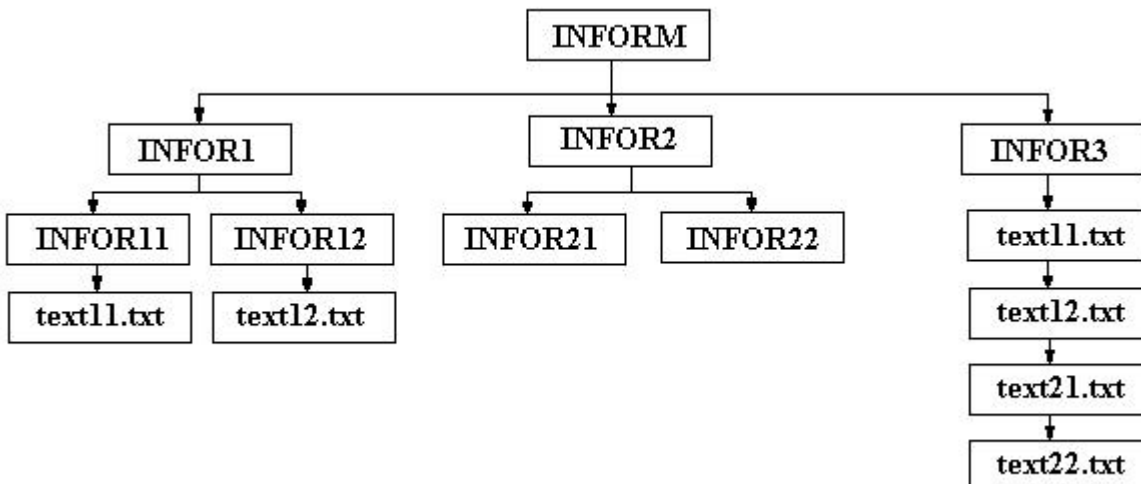 INFORM
INFOR1
INFOR2
INFOR3
INFOR11
INFOR12
INFOR21
INFOR22
text11.txt
text11.txt
text12.txt
text12.txt
text21.txt
text22.txt